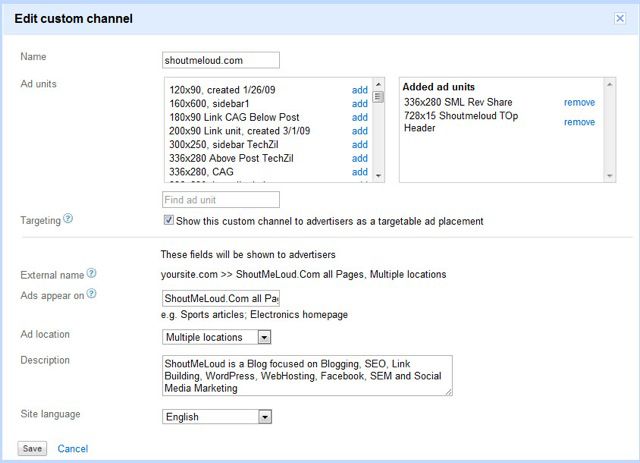 Edit custom channel
Name
shoutmeloud.com
Ad units
120x90, created 1/26/09 add
160x600, sidebar1 add
180x90 Link CAG Below Post add
200x90 Link unit, created 3/1/09 add
300x250, sidebar TechZil add
336x280 Above Post TechZil add
336x280, CAG add
Added ad units
336x280 SML Rev Share remove
728x15 Shoutmeloud TOp
Header
remove
Find ad unit
Targeting ?
Show this custom channel to advertisers as a targetable ad placement
These fields will be shown to advertisers
External name ?
yoursite.com >> ShoutMeLoud.Com all Pages, Multiple locations
Ads appear on ?
ShoutMeLoud.Com all Pag
e.g. Sports articles; Electronics homepage
Ad location
Multiple locations
Description
ShoutMeLoud is a Blog focused on Blogging, SEO, Link
Building, WordPress, WebHosting, Facebook, SEM and Social
Media Marketing
Site language
English
Save Cancel